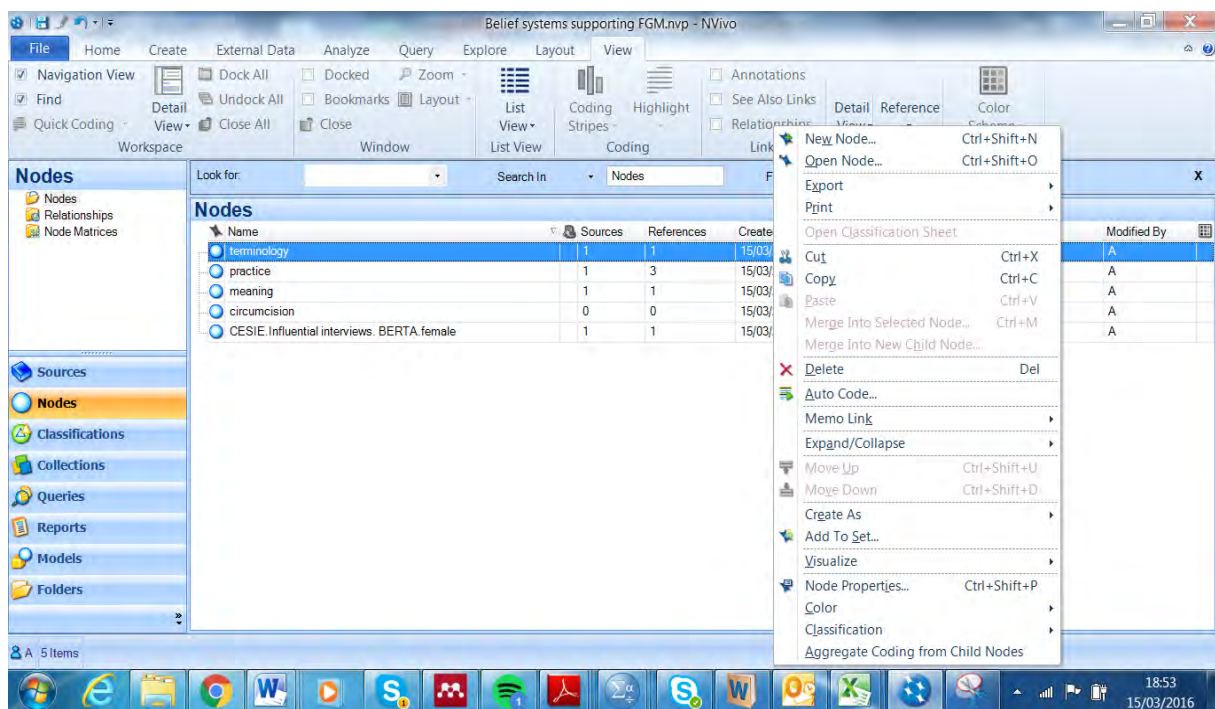 Belief systems supporting FGM.nvp - NVivo
File Home Create External Data Analyze Query Explore Layout View
Navigation View
Find
Quick Coding
Workspace
Detail
View
Dock All
Undock All
Close All
Docked
Bookmarks
Close
Zoom
Layout
Window
List
View
List View
Coding
Stripes
Highlight
Coding
Annotations
See Also Links
Relationships
Link
Detail
View
Reference
Color
Scheme
Nodes
Nodes
Relationships
Node Matrices
Look for: Search In Nodes F X
Nodes
Name Sources References Create Modified By
terminology 1 1 15/03/ A
practice 1 3 15/03/ A
meaning 1 1 15/03/ A
circumcision 0 0 15/03/ A
CESIE.Influential interviews. BERTA.female 1 1 15/03/ A
Sources
Nodes
Classifications
Collections
Queries
Reports
Models
Folders
New Node... Ctrl+Shift+N
Open Node... Ctrl+Shift+O
Export
Print
Open Classification Sheet
Cut Ctrl+X
Copy Ctrl+C
Paste Ctrl+V
Merge Into Selected Node... Ctrl+M
Merge Into New Child Node...
Delete Del
Auto Code...
Memo Link
Expand/Collapse
Move Up Ctrl+Shift+U
Move Down Ctrl+Shift+D
Create As
Add To Set...
Visualize
Node Properties... Ctrl+Shift+P
Color
Classification
Aggregate Coding from Child Nodes
A 5 Items
18:53
15/03/2016